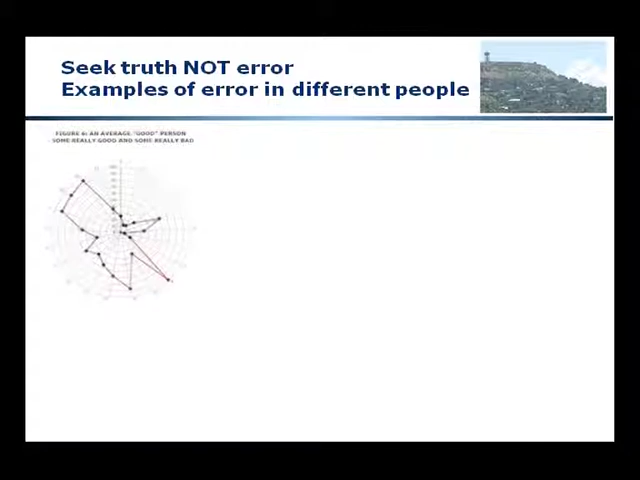 Seek truth NOT error
Examples of error in different people
FIGURE 6: AN AVERAGE "GOOD" PERSON
SOME REALLY GOOD AND SOME REALLY BAD